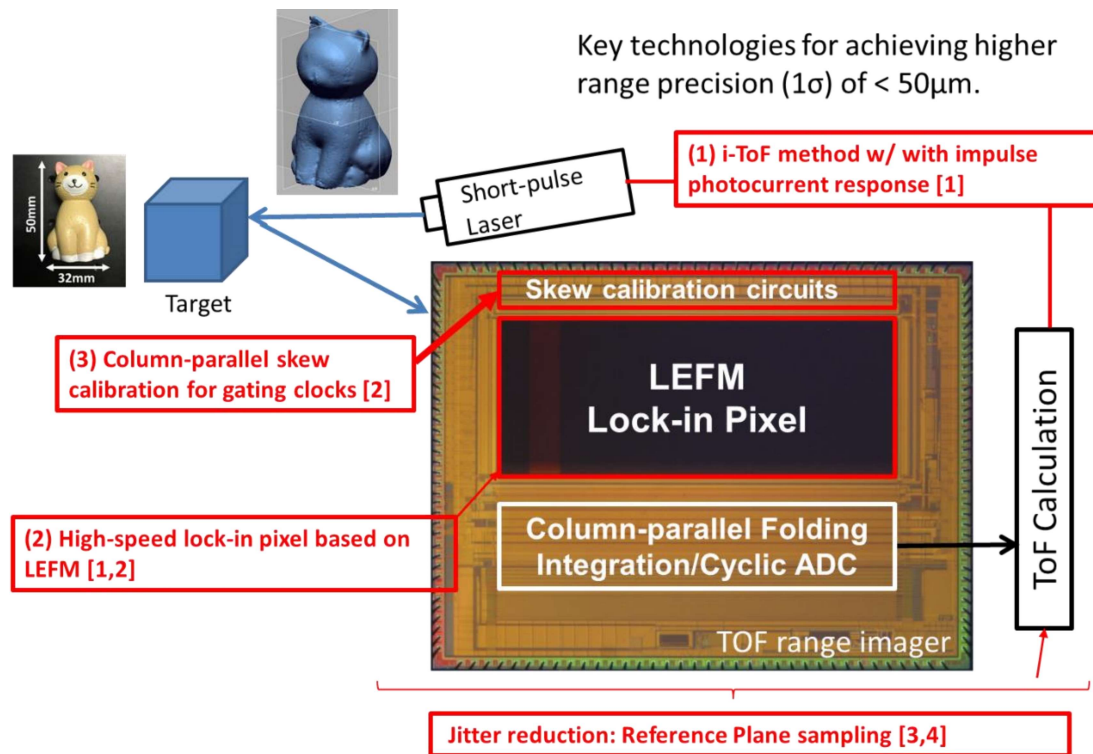 Key technologies for achieving higher
range precision (1σ) of < 50μm.
(1) i-ToF method w/ with impulse
photocurrent response [1]
Short-pulse
Laser
50mm
32mm
Target
Skew calibration circuits
(3) Column-parallel skew
calibration for gating clocks [2]
LEFM
Lock-in Pixel
(2) High-speed lock-in pixel based on
LEFM [1,2]
Column-parallel Folding
Integration/Cyclic ADC
ToF Calculation
TOF range imager
Jitter reduction: Reference Plane sampling [3,4]